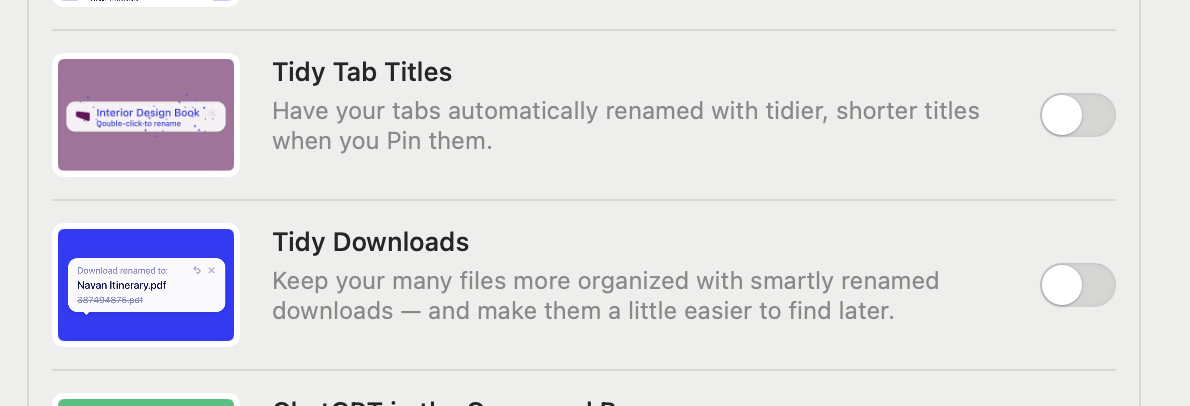 Tidy Tab Titles
Interior Design Book
Double-click to rename
Have your tabs automatically renamed with tidier, shorter titles
when you Pin them.
Tidy Downloads
Download renamed to:
Navan Itinerary.pdf
387494875.pdf
Keep your many files more organized with smartly renamed
downloads — and make them a little easier to find later.